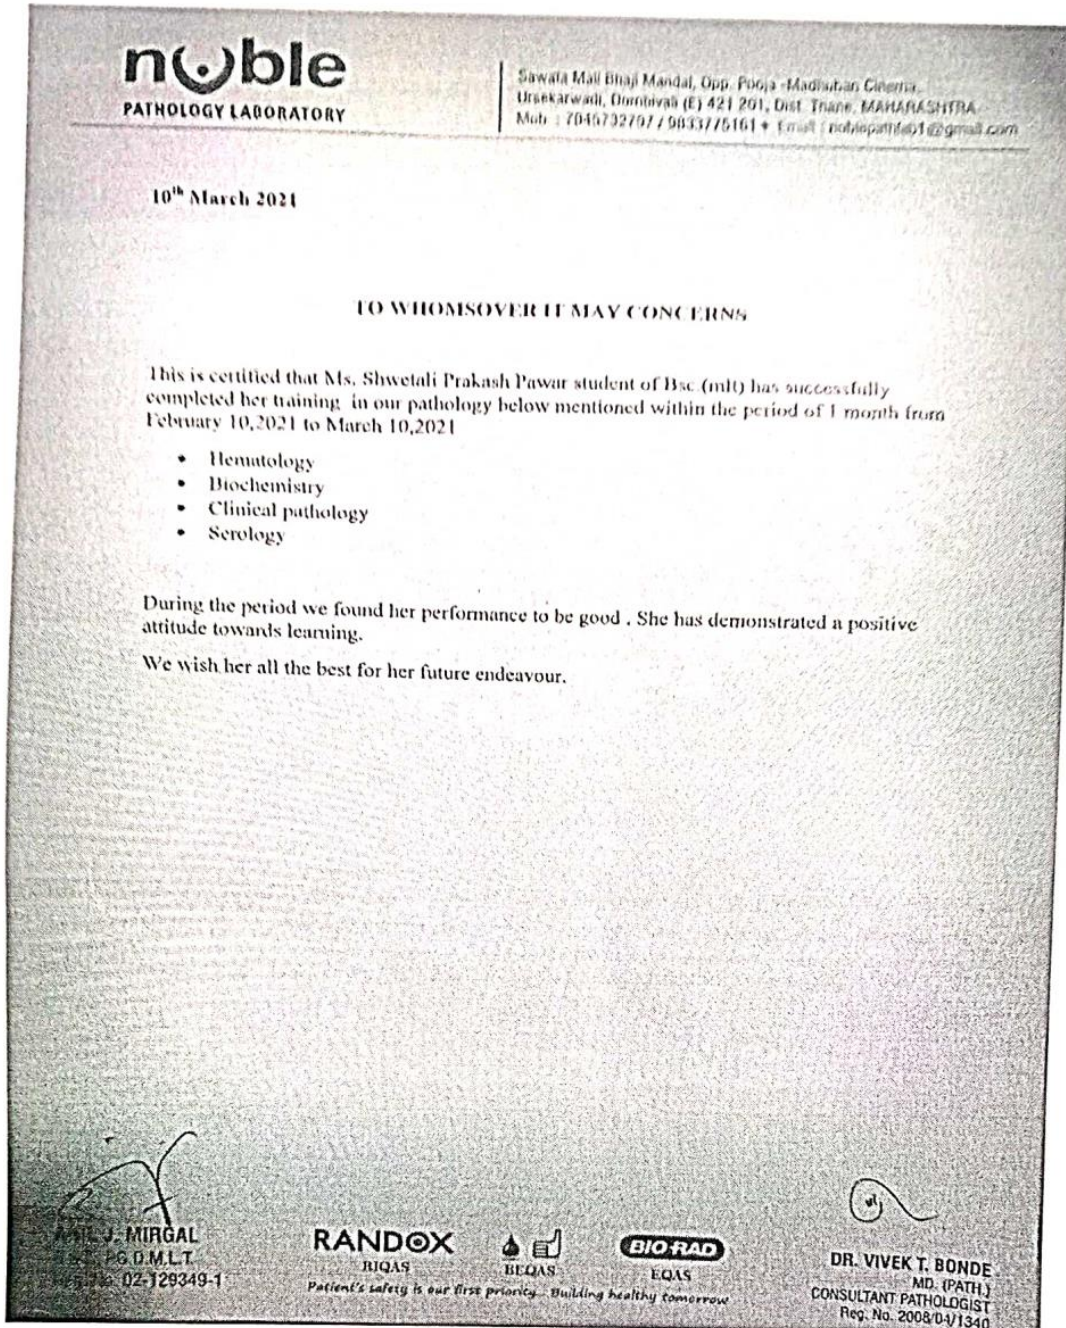 noble
PATHOLOGY LABORATORY
Sawata Mali Bhaji Mandai, Opp. Pooja -Madhuban Cinema,
Ursekarwadi, Dombivali (E) 421 201, Dist. Thane, MAHARASHTRA
Mob : / 9833775161 • Email :
10th March 2021
TO WHOMSOVER IT MAY CONCERNS
This is certified that Ms. Shwetali Prakash Pawar student of Bsc (mlt) has successfully
completed her training in our pathology below mentioned within the period of 1 month from
February 10,2021 to March 10,2021
• Hematology
• Biochemistry
• Clinical pathology
• Serology
During the period we found her performance to be good . She has demonstrated a positive
attitude towards learning.
We wish her all the best for her future endeavour.
J. MIRGAL
P.G.D.M.L.T.
02-129349-1
RANDOX
RIQAS
BEQAS
BIO-RAD
EQAS
Patient's safety is our first priority. Building healthy tomorrow
DR. VIVEK T. BONDE
MD. (PATH.)
CONSULTANT PATHOLOGIST
Reg. No. 2008/04/1340